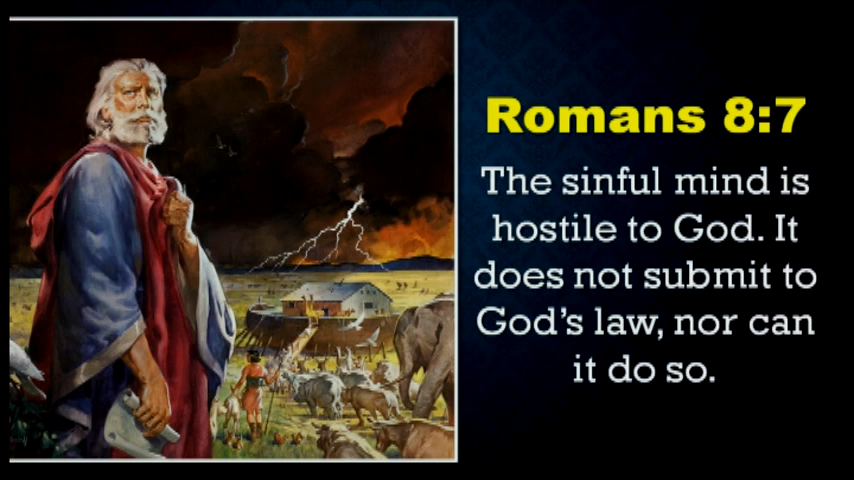 Romans 8:7
The sinful mind is
hostile to God. It
does not submit to
God's law, nor can
it do so.